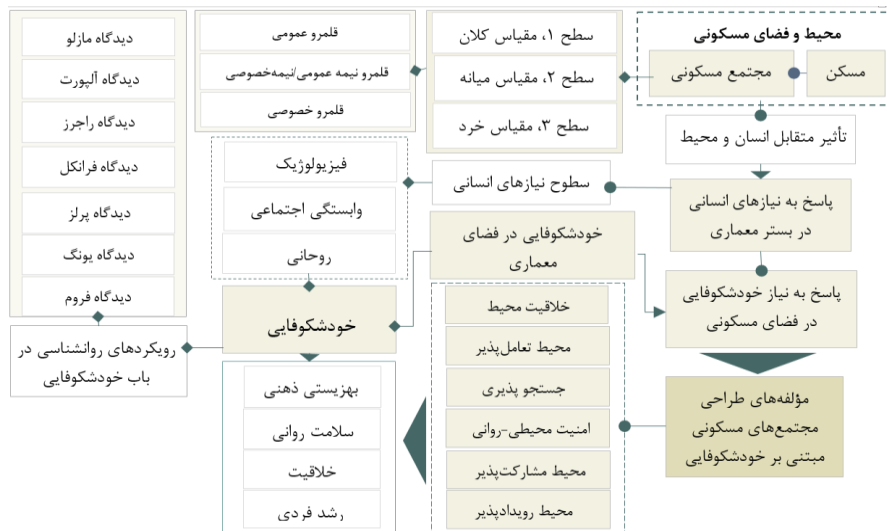 محیط و فضای مسکونی
مسکن
مجتمع مسکونی
سطح ۱، مقیاس کلان
سطح ۲، مقیاس میانه
سطح ۳، مقیاس خرد
قلمرو عمومی
قلمرو نیمه عمومی/نیمه‌خصوصی
قلمرو خصوصی
دیدگاه مازلو
دیدگاه آلپورت
دیدگاه راجرز
دیدگاه فرانکل
دیدگاه پرلز
دیدگاه یونگ
دیدگاه فروم
تأثیر متقابل انسان و محیط
پاسخ به نیازهای انسانی
در بستر معماری
سطوح نیازهای انسانی
فیزیولوژیک
وابستگی اجتماعی
روحانی
خودشکوفایی در فضای
معماری
پاسخ به نیاز خودشکوفایی
در فضای مسکونی
خودشکوفایی
رویکردهای روانشناسی در
باب خودشکوفایی
مؤلفه‌های طراحی
مجتمع‌های مسکونی
مبتنی بر خودشکوفایی
خلاقیت محیط
محیط تعامل‌پذیر
جستجو پذیری
امنیت محیطی-روانی
محیط مشارکت‌پذیر
محیط رویدادپذیر
بهزیستی ذهنی
سلامت روانی
خلاقیت
رشد فردی